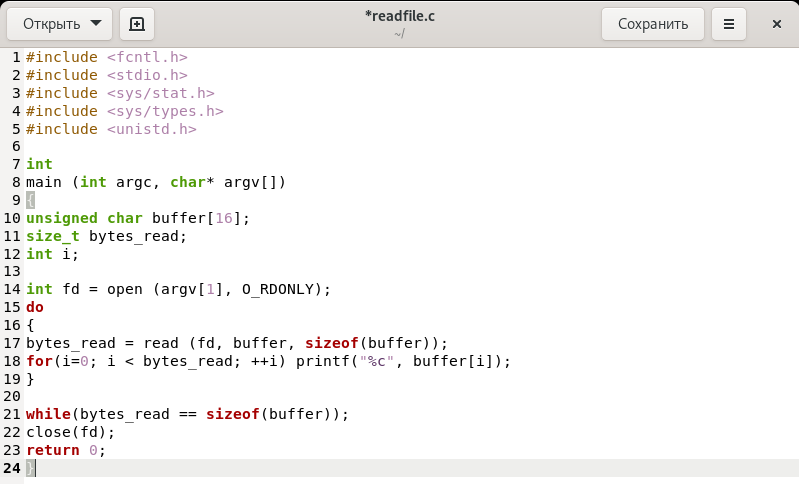 Открыть
*readfile.c
~/
Сохранить
1 #include <fcntl.h>
2 #include <stdio.h>
3 #include <sys/stat.h>
4 #include <sys/types.h>
5 #include <unistd.h>
6
7 int
8 main (int argc, char* argv[])
9 {
10 unsigned char buffer[16];
11 size_t bytes_read;
12 int i;
13
14 int fd = open (argv[1], O_RDONLY);
15 do
16 {
17 bytes_read = read (fd, buffer, sizeof(buffer));
18 for(i=0; i < bytes_read; ++i) printf("%c", buffer[i]);
19 }
20
21 while(bytes_read == sizeof(buffer));
22 close(fd);
23 return 0;
24 }